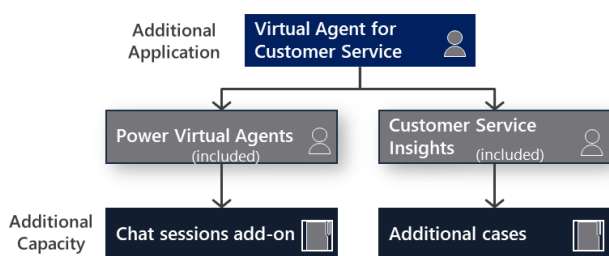 Additional
Application
Virtual Agent for
Customer Service
Power Virtual Agents
(included)
Customer Service
Insights (included)
Additional
Capacity
Chat sessions add-on
Additional cases